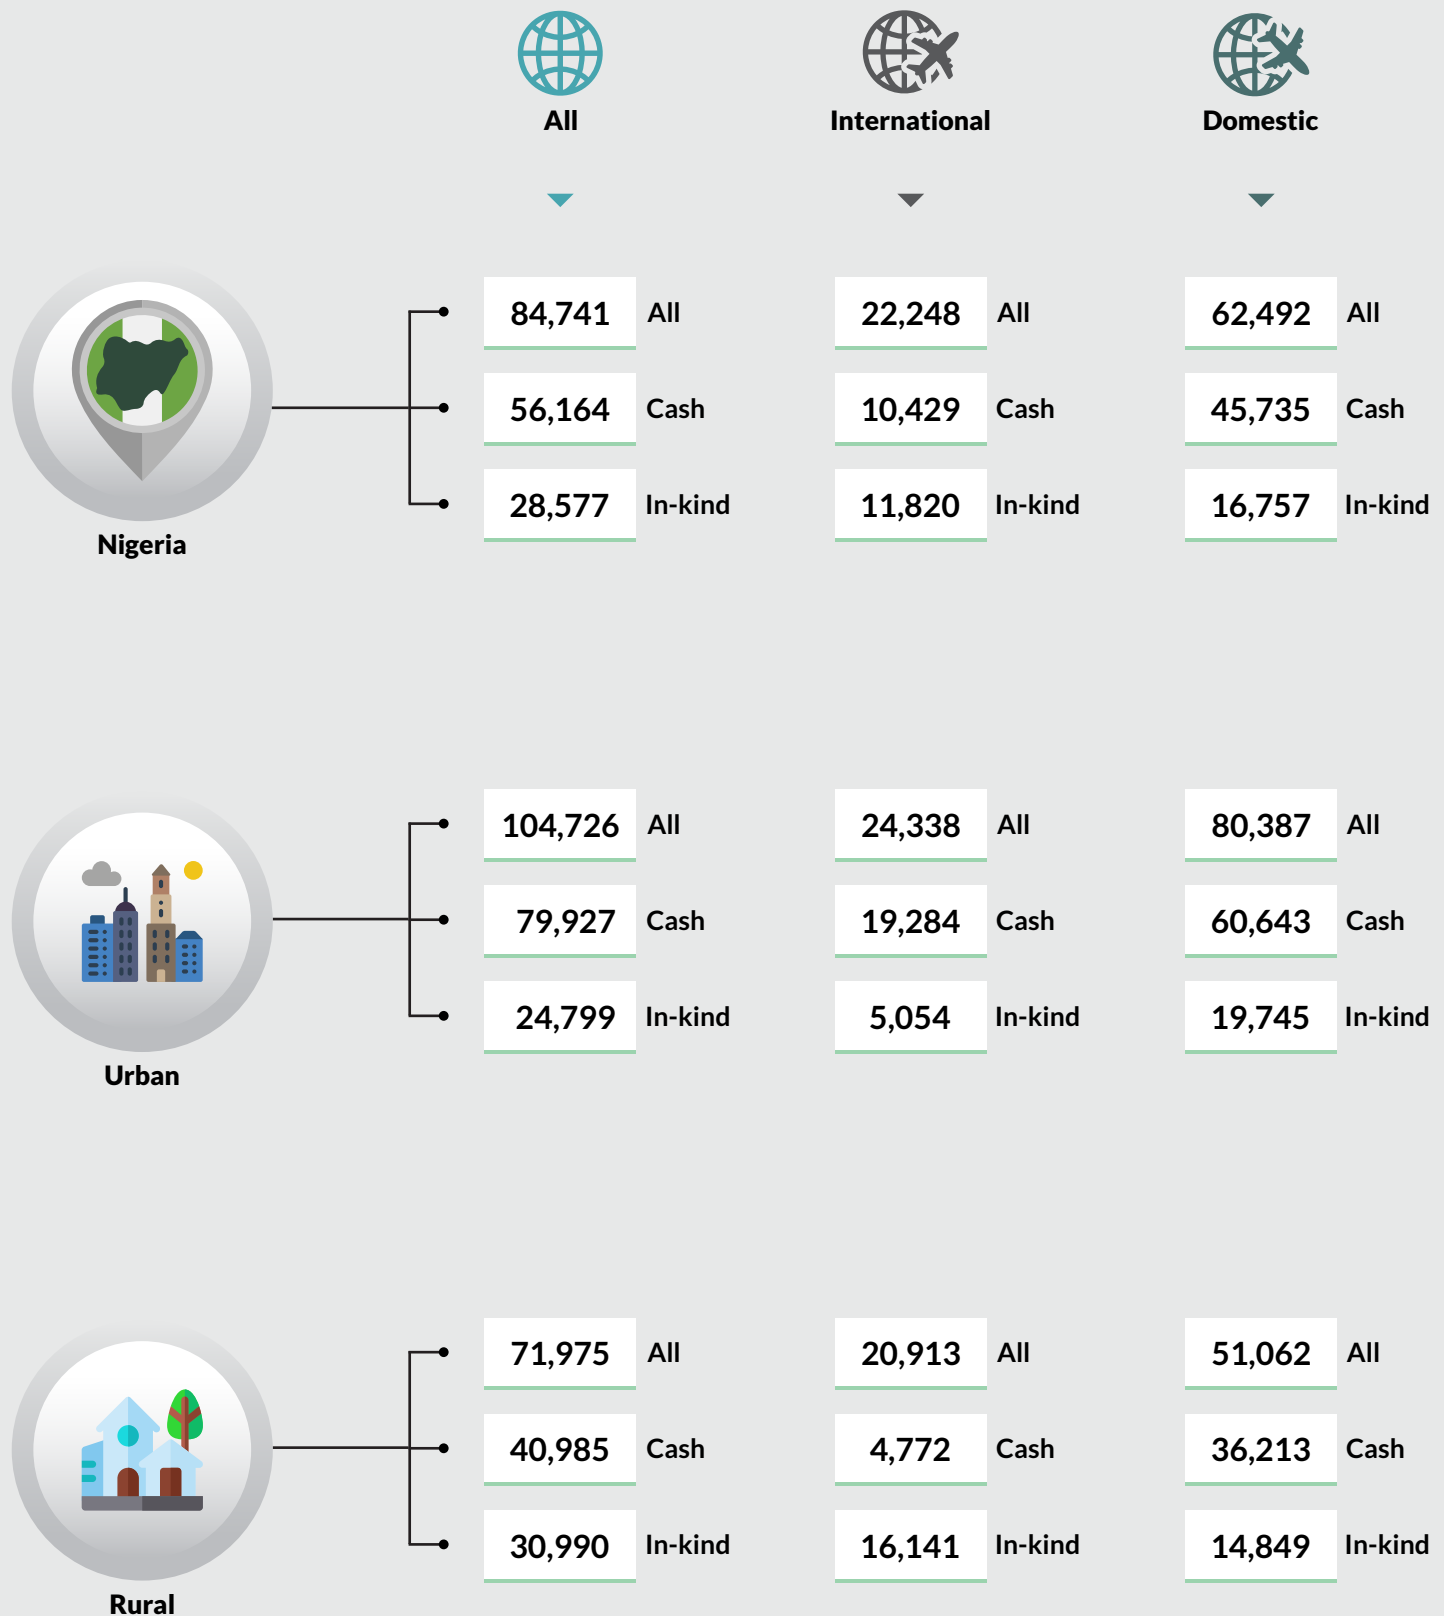 All International Domestic
84,741 All 22,248 All 62,492 All
56,164 Cash 10,429 Cash 45,735 Cash
28,577 In-kind 11,820 In-kind 16,757 In-kind
Nigeria
104,726 All 24,338 All 80,387 All
79,927 Cash 19,284 Cash 60,643 Cash
24,799 In-kind 5,054 In-kind 19,745 In-kind
Urban
71,975 All 20,913 All 51,062 All
40,985 Cash 4,772 Cash 36,213 Cash
30,990 In-kind 16,141 In-kind 14,849 In-kind
Rural